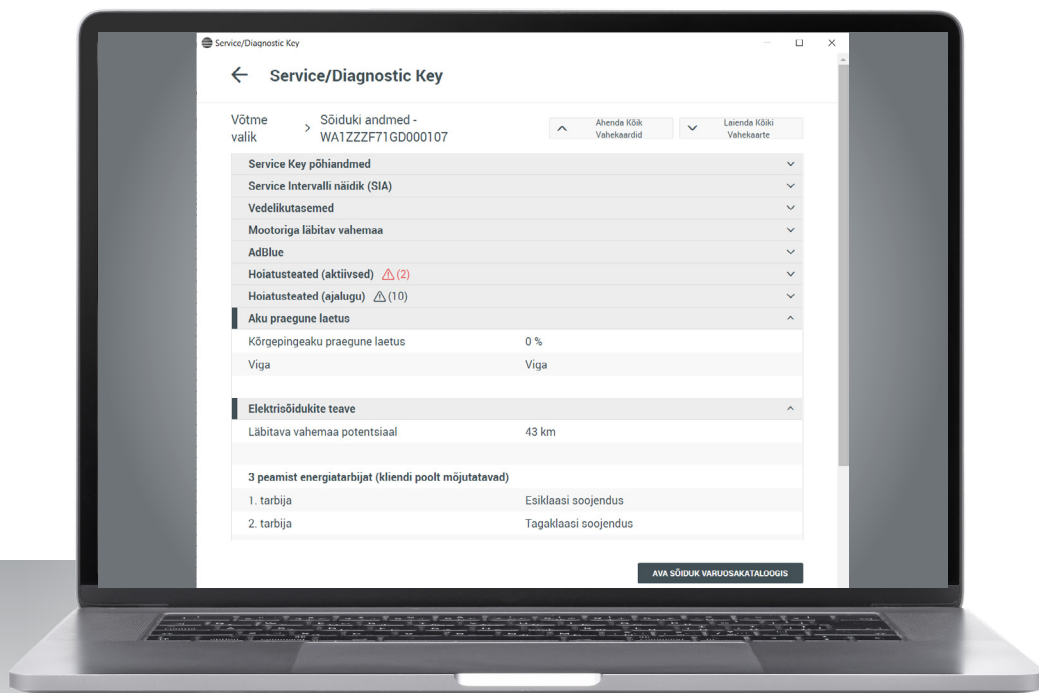 Service/Diagnostic Key
Service/Diagnostic Key
Võtme valik > Sõiduki andmed - WA1ZZZF71GD000107
Ahenda Kõik Vahekaardid
Laienda Kõiki Vahekaarte
Service Key põhiandmed
Service Intervalli näidik (SIA)
Vedelikutasemed
Mootoriga läbitav vahemaa
AdBlue
Hoiatusteated (aktiivsed) (2)
Hoiatusteated (ajalugu) (10)
Aku praegune laetus
Kõrgepingeaku praegune laetus 0 %
Viga Viga
Elektrisõidukite teave
Läbitava vahemaa potentsiaal 43 km
3 peamist energiatarbijat (kliendi poolt mõjutatavad)
1. tarbija Esiklaasi soojendus
2. tarbija Tagaklaasi soojendus
AVA SÕIDUK VARUOSAKATALOOGIS